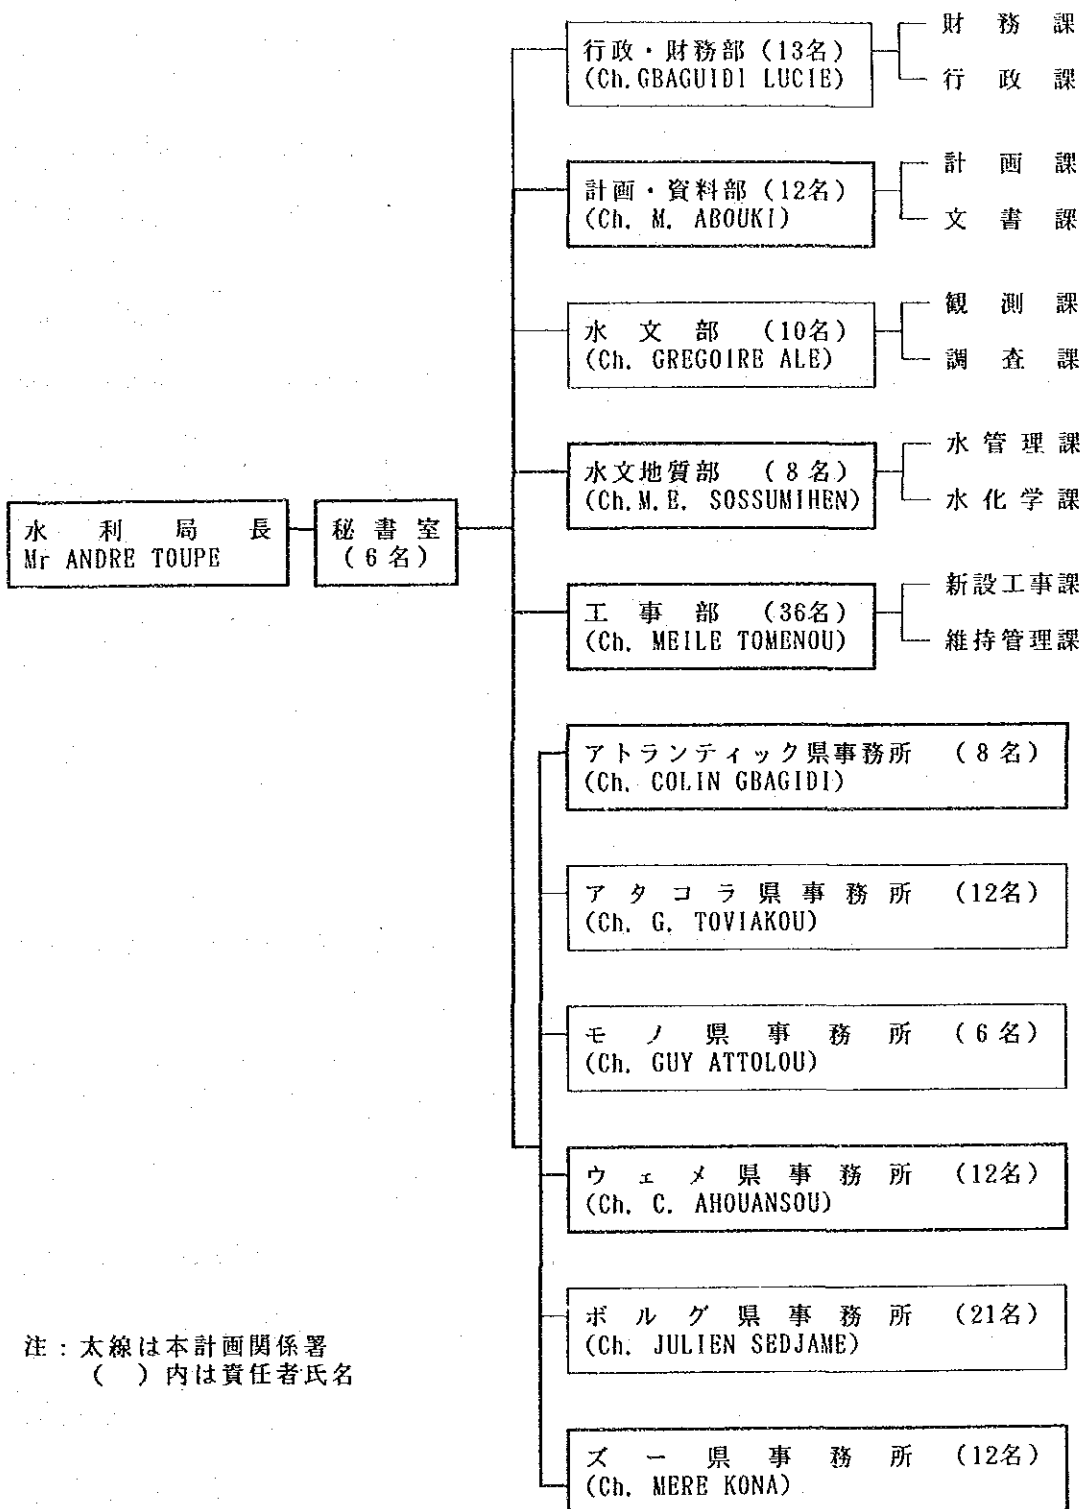 行政・財務部 (13名)
(Ch. GBAGUIDI LUCIE)
財務課
行政課
計画・資料部 (12名)
(Ch. M. ABOUKI)
計画課
文書課
水文部 (10名)
(Ch. GREGOIRE ALE)
観測課
調査課
水文地質部 (8名)
(Ch. M. E. SOSSUMIHEN)
水管理課
水化学課
水利局長
Mr ANDRE TOUPE
秘書室
(6名)
工事部 (36名)
(Ch. MEILE TOMENOU)
新設工事課
維持管理課
アトランティック県事務所 (8名)
(Ch. COLIN GBAGIDI)
アタコラ県事務所 (12名)
(Ch. G. TOVIAKOU)
モノ県事務所 (6名)
(Ch. GUY ATTOLOU)
ウェメ県事務所 (12名)
(Ch. C. AHOUANSOU)
ボルグ県事務所 (21名)
(Ch. JULIEN SEDJAME)
ズー県事務所 (12名)
(Ch. MERE KONA)
注：太線は本計画関係署
( ) 内は責任者氏名